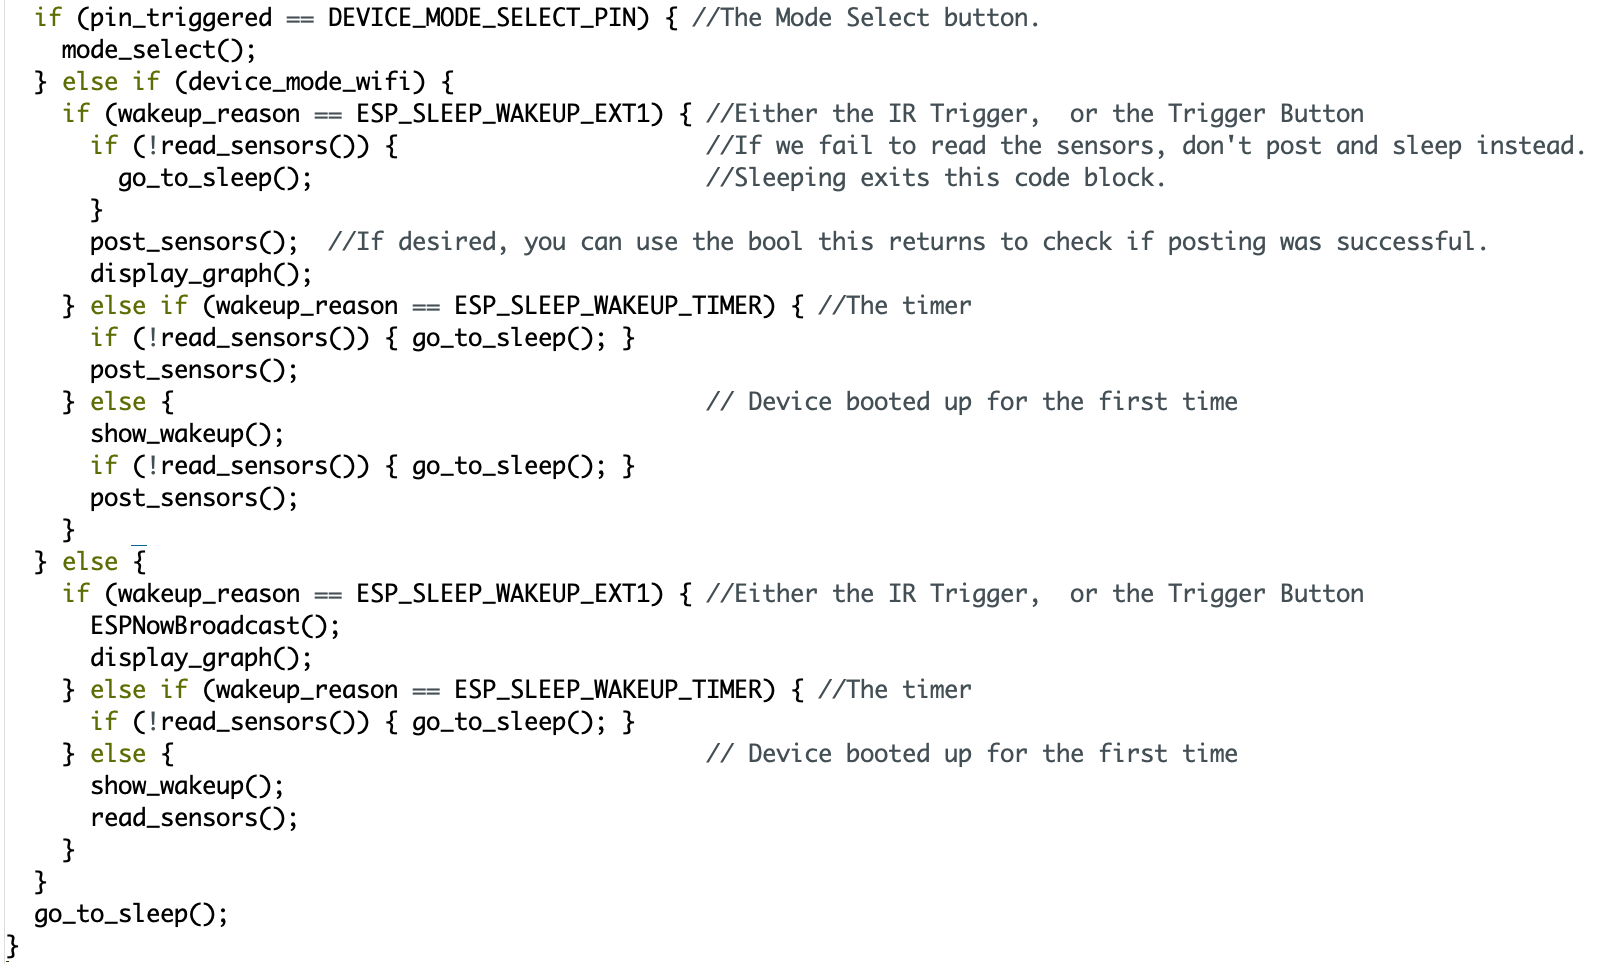 if (pin_triggered == DEVICE_MODE_SELECT_PIN) { //The Mode Select button.
mode_select();
} else if (device_mode_wifi) {
if (wakeup_reason == ESP_SLEEP_WAKEUP_EXT1) { //Either the IR Trigger,  or the Trigger Button
if (!read_sensors()) { //If we fail to read the sensors, don't post and sleep instead.
go_to_sleep(); //Sleeping exits this code block.
}
post_sensors();  //If desired, you can use the bool this returns to check if posting was successful.
display_graph();
} else if (wakeup_reason == ESP_SLEEP_WAKEUP_TIMER) { //The timer
if (!read_sensors()) { go_to_sleep(); }
post_sensors();
} else { // Device booted up for the first time
show_wakeup();
if (!read_sensors()) { go_to_sleep(); }
post_sensors();
}
} else {
if (wakeup_reason == ESP_SLEEP_WAKEUP_EXT1) { //Either the IR Trigger,  or the Trigger Button
ESPNowBroadcast();
display_graph();
} else if (wakeup_reason == ESP_SLEEP_WAKEUP_TIMER) { //The timer
if (!read_sensors()) { go_to_sleep(); }
} else { // Device booted up for the first time
show_wakeup();
read_sensors();
}
}
go_to_sleep();
}